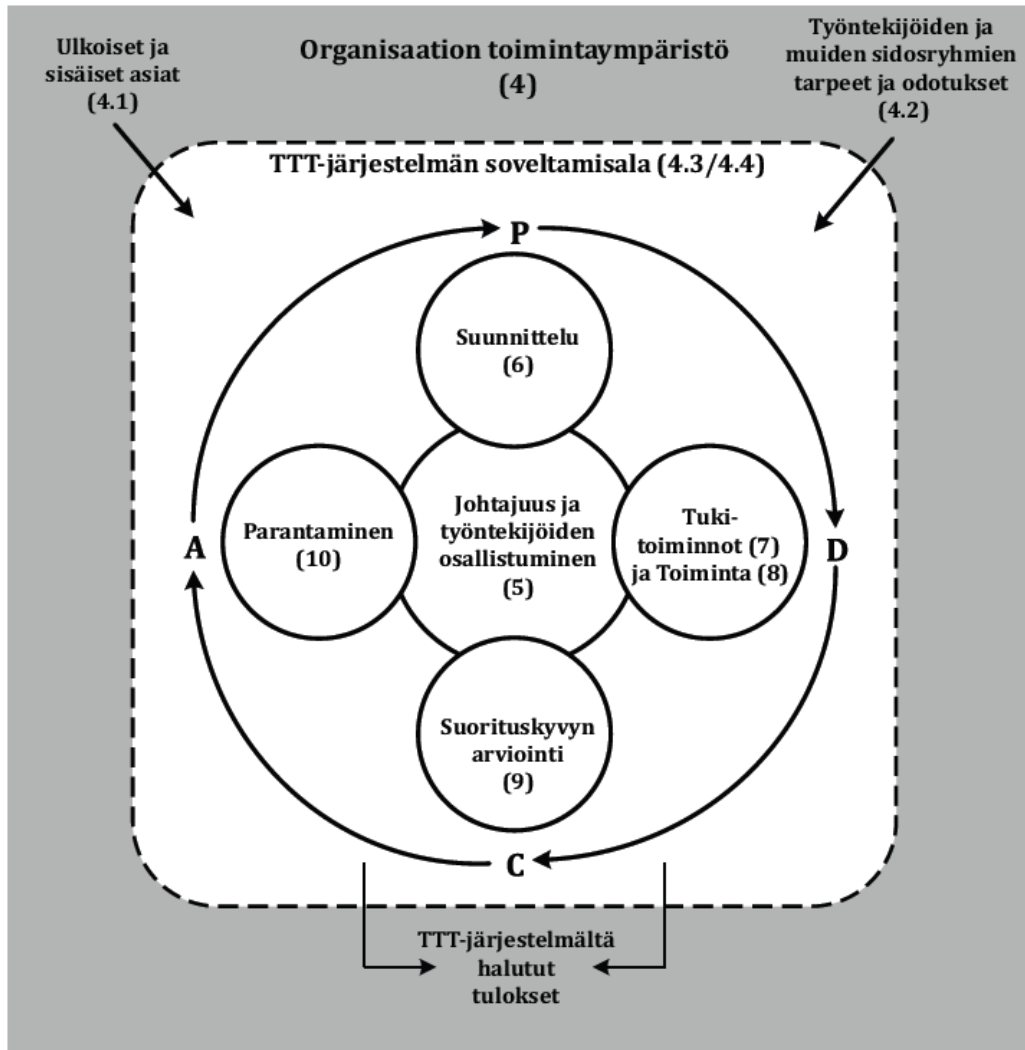 Ulkoiset ja
sisäiset asiat
(4.1)
Organisaation toimintaympäristö
(4)
Työntekijöiden ja
muiden sidosryhmien
tarpeet ja odotukset
(4.2)
TTT-järjestelmän soveltamisala (4.3/4.4)
P
Suunnittelu
(6)
A
Parantaminen
(10)
Johtajuus ja
työntekijöiden
osallistuminen
(5)
Tuki-
toiminnot (7)
ja Toiminta (8)
D
Suorituskyvyn
arviointi
(9)
C
TTT-järjestelmältä
halutut
tulokset